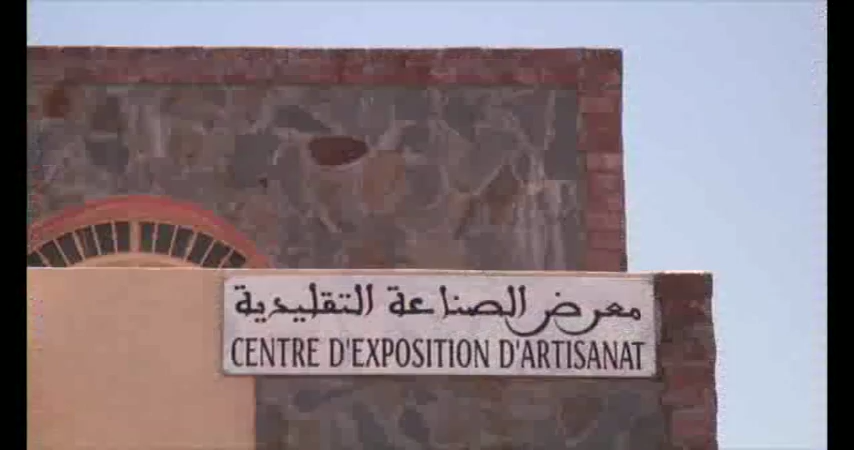 معرض الصناعة التقليدية
CENTRE D'EXPOSITION D'ARTISANAT